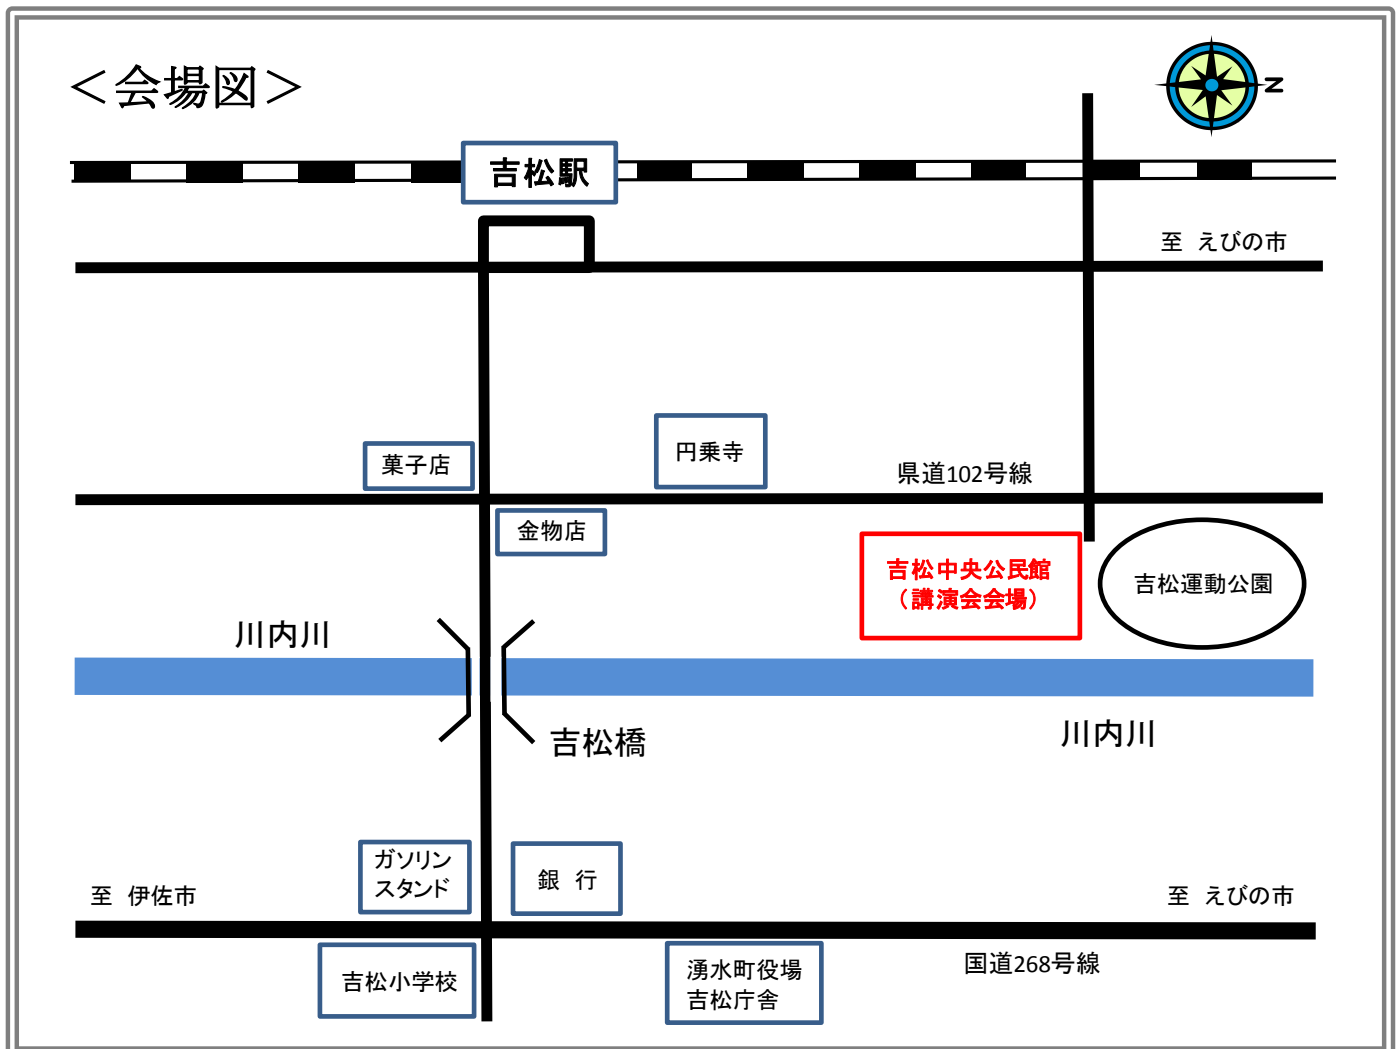 ＜会場図＞
N
吉松駅
至 えびの市
菓子店
円乗寺
県道102号線
金物店
吉松中央公民館
（講演会会場）
吉松運動公園
川内川
吉松橋
川内川
ガソリン
スタンド
銀 行
至 伊佐市
至 えびの市
吉松小学校
湧水町役場
吉松庁舎
国道268号線